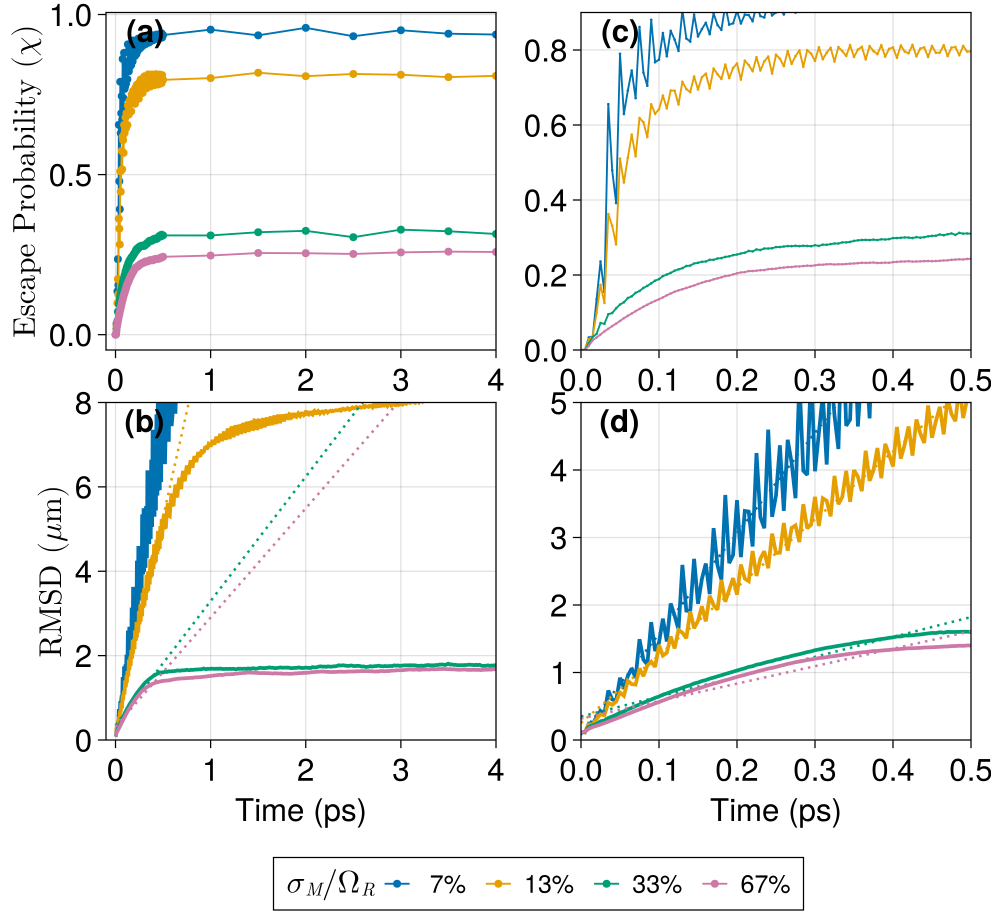 (a)
Escape Probability (χ)
1.0
0.5
0.0
0 1 2 3 4
(c)
0.8
0.6
0.4
0.2
0.0
0.0 0.1 0.2 0.3 0.4 0.5
(b)
RMSD (μm)
8
6
4
2
0
0 1 2 3 4
Time (ps)
(d)
5
4
3
2
1
0
0.0 0.1 0.2 0.3 0.4 0.5
Time (ps)
σ_M/Ω_R 7% 13% 33% 67%